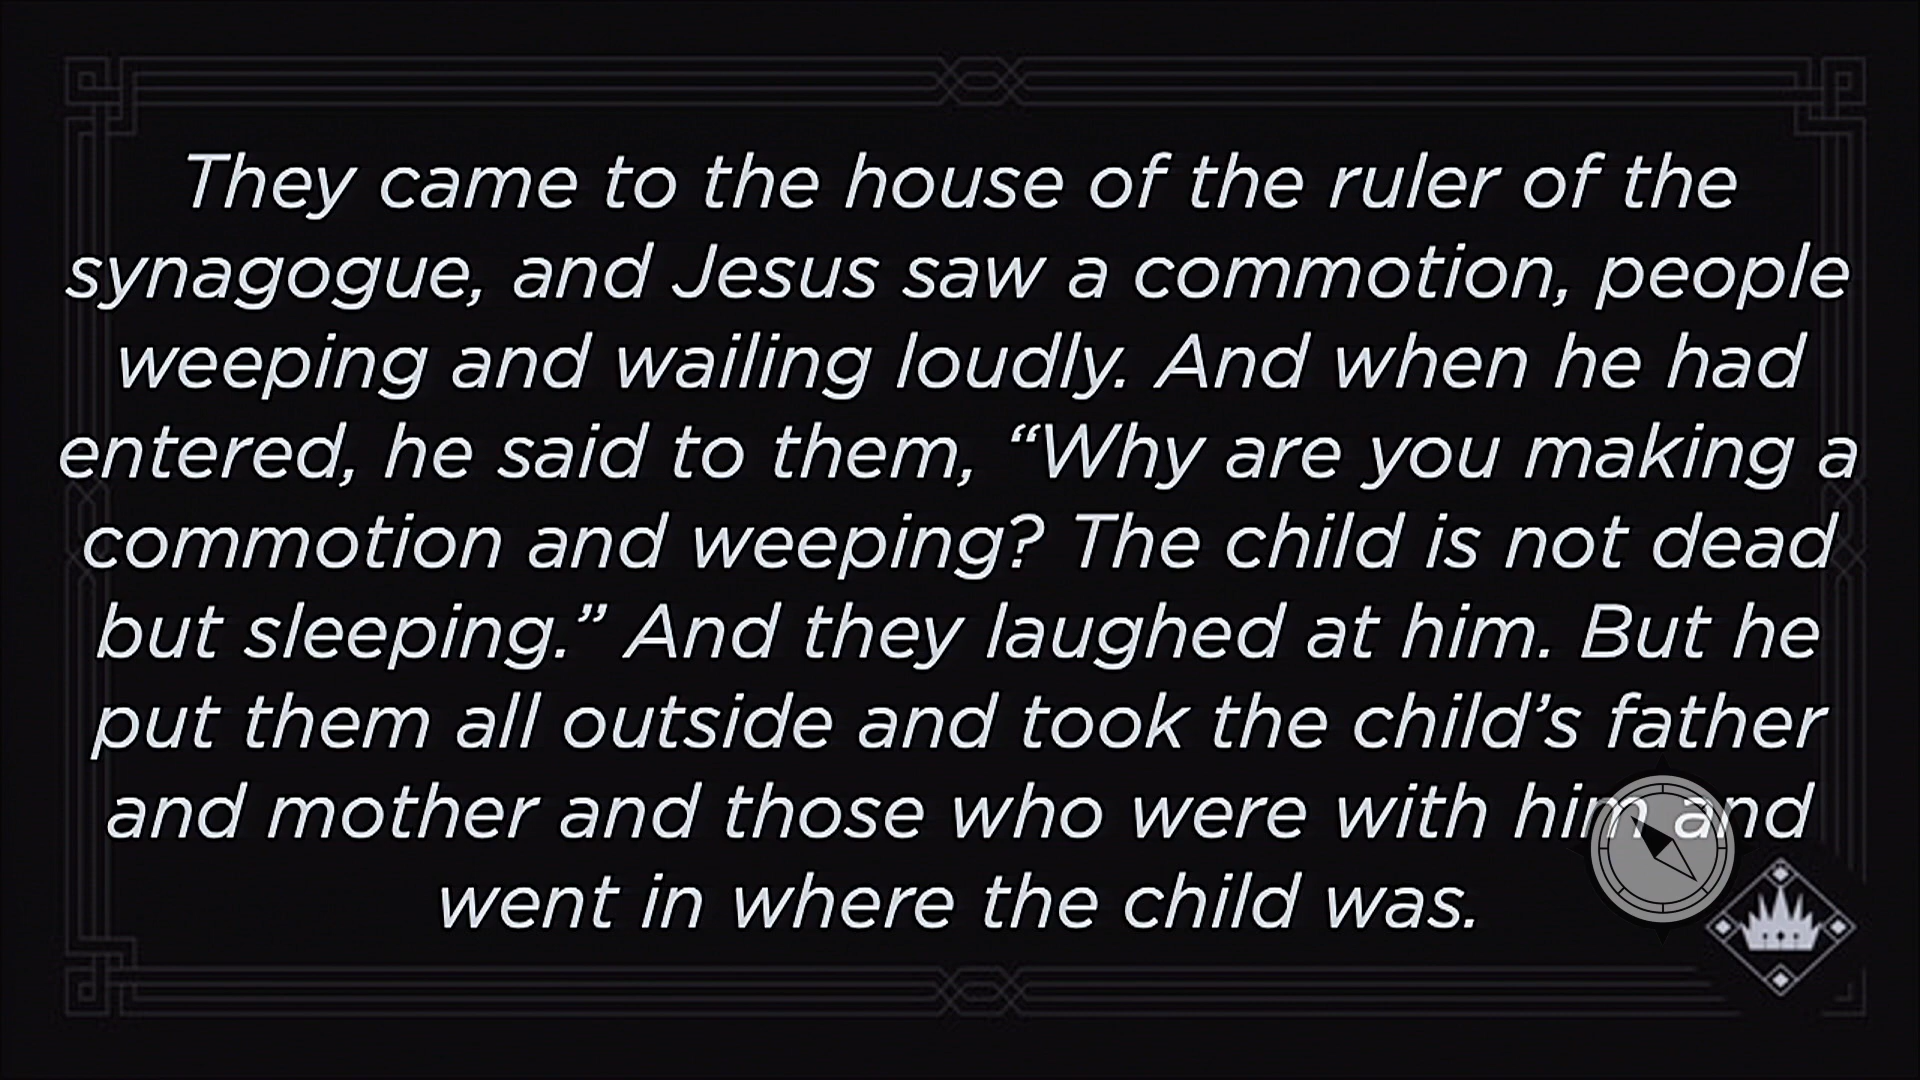 They came to the house of the ruler of the
synagogue, and Jesus saw a commotion, people
weeping and wailing loudly. And when he had
entered, he said to them, “Why are you making a
commotion and weeping? The child is not dead
but sleeping.” And they laughed at him. But he
put them all outside and took the child’s father
and mother and those who were with him and
went in where the child was.